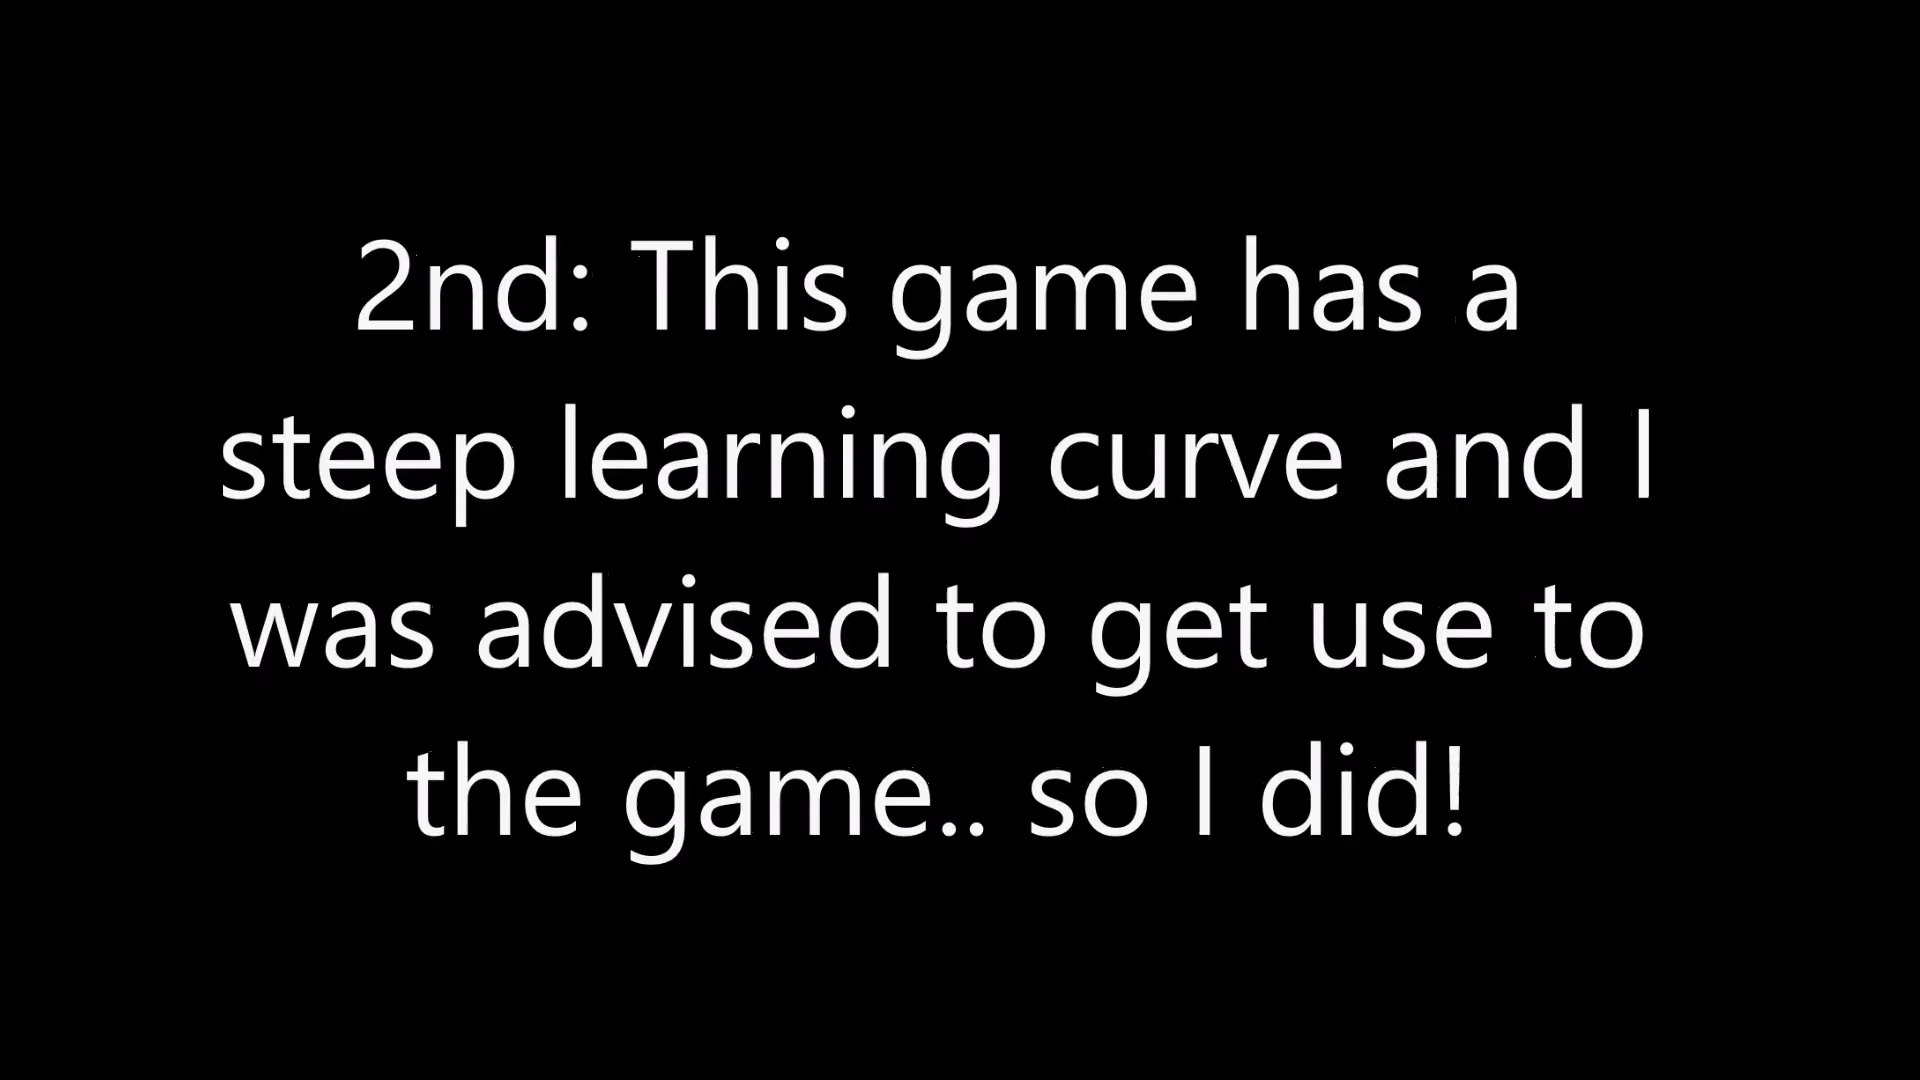 2nd: This game has a
steep learning curve and I
was advised to get use to
the game.. so I did!